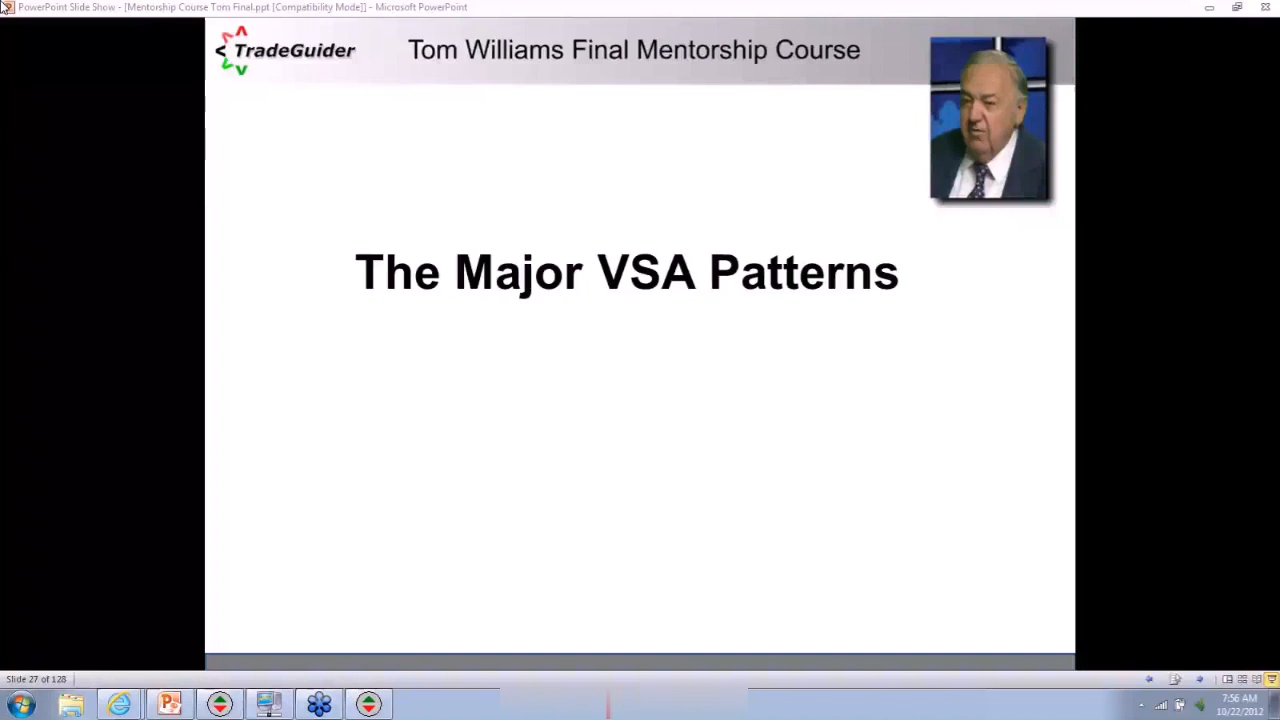 PowerPoint Slide Show - [Mentorship Course Tom Final.ppt [Compatibility Mode]] - Microsoft PowerPoint
TradeGuider
Tom Williams Final Mentorship Course
The Major VSA Patterns
Slide 27 of 128
7:56 AM
10/22/2012